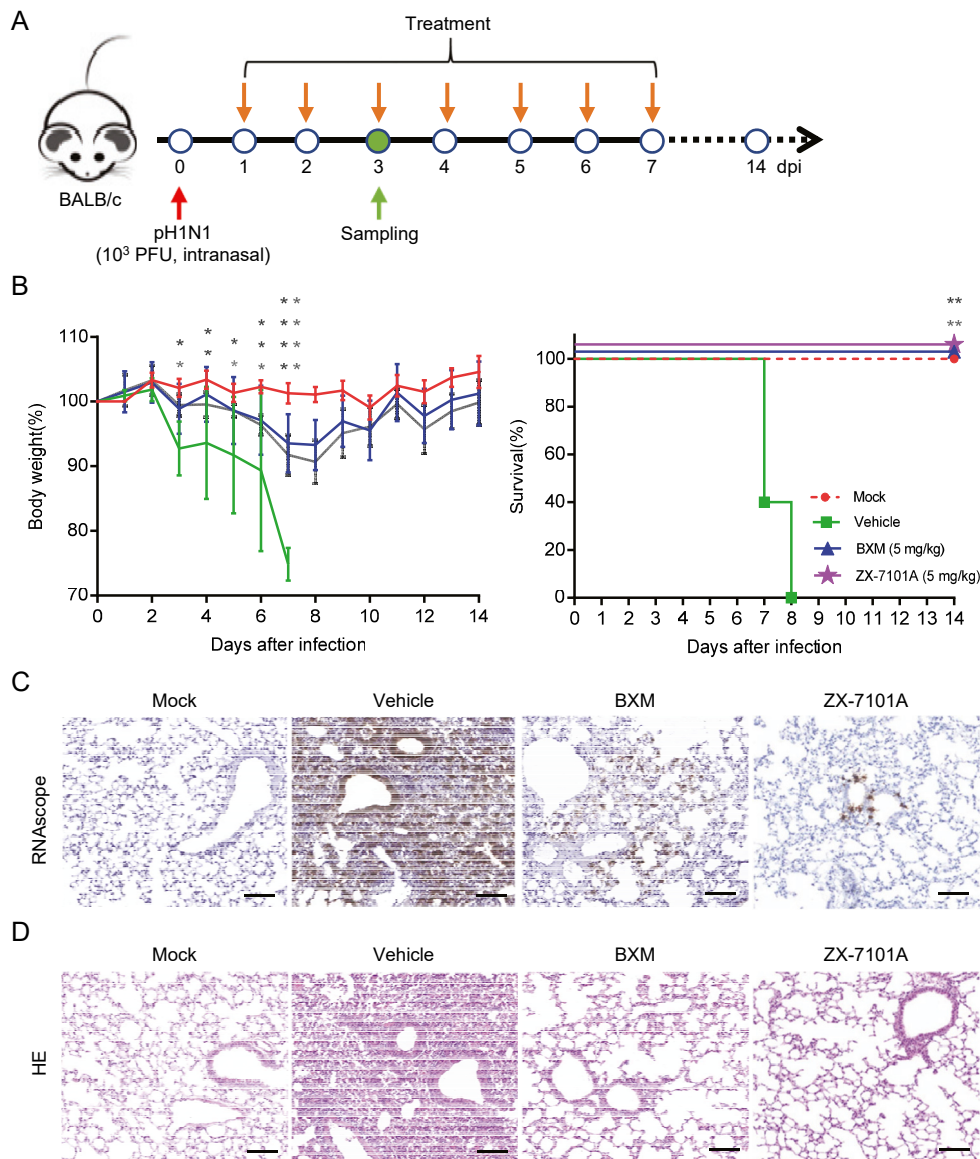 A
Treatment
0 1 2 3 4 5 6 7 14 dpi
BALB/c
pH1N1
(10³ PFU, intranasal)
Sampling
B
* * * * * * * * * * * * * * * *
110
100
90
80
70
Body weight(%)
0 2 4 6 8 10 12 14
Days after infection
**
**
100
80
60
40
20
0
Survival(%)
Mock
Vehicle
BXM (5 mg/kg)
ZX-7101A (5 mg/kg)
0 1 2 3 4 5 6 7 8 9 10 11 12 13 14
Days after infection
C
Mock Vehicle BXM ZX-7101A
RNAscope
D
Mock Vehicle BXM ZX-7101A
HE